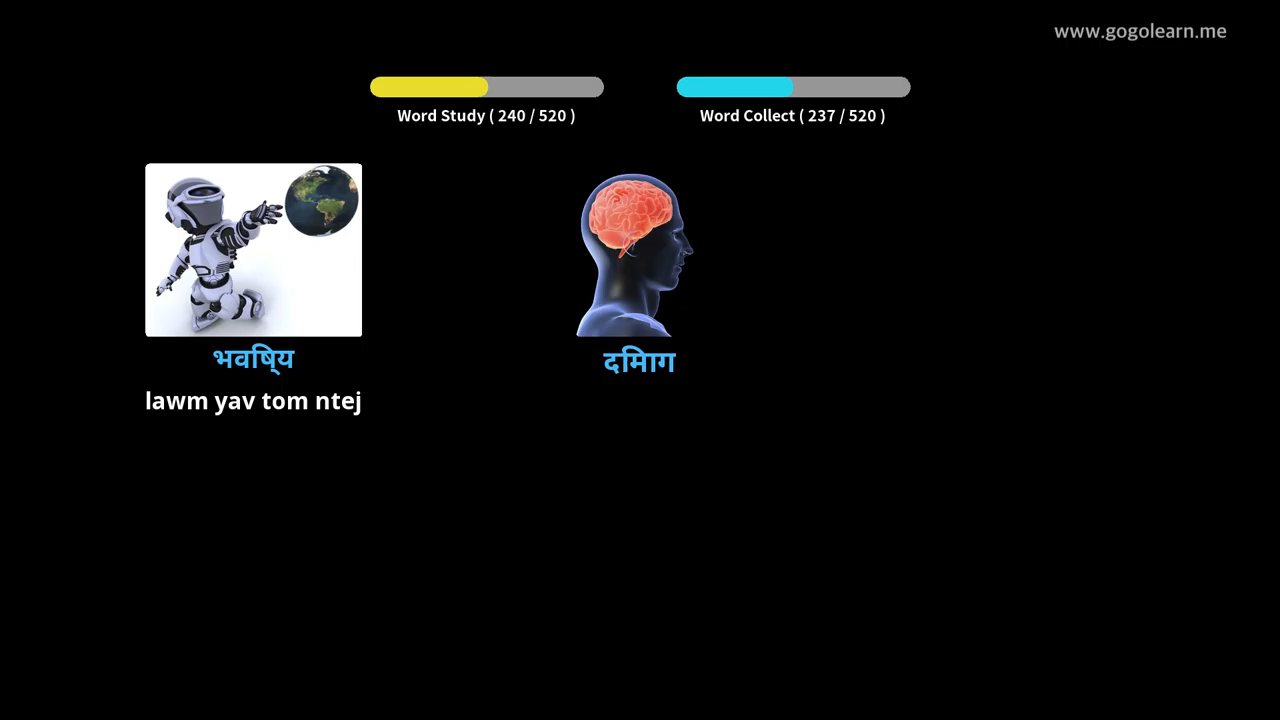 www.gogolearn.me
Word Study ( 240 / 520 )
Word Collect ( 237 / 520 )
भविष्य
दिमाग
lawm yav tom ntej